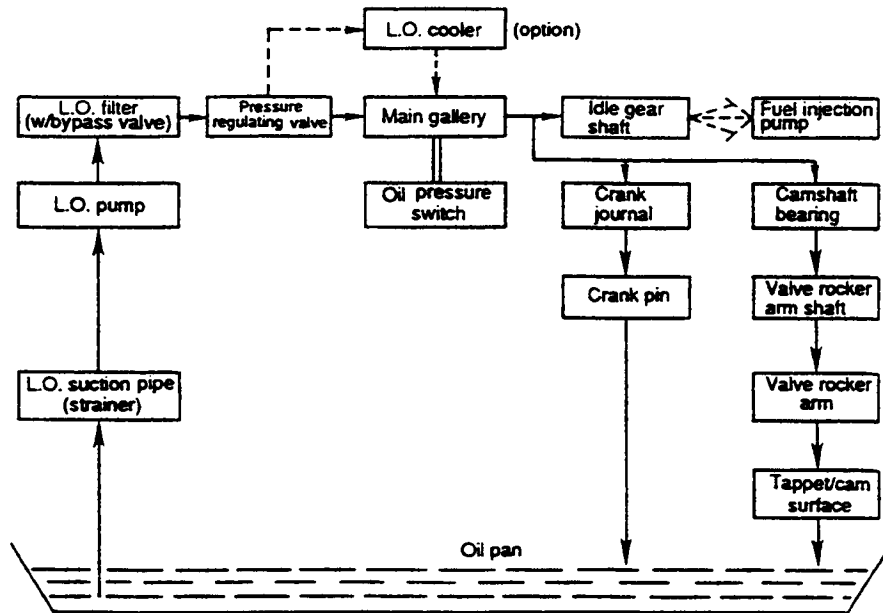 L.O. cooler
(option)
L.O. filter
(w/bypass valve)
Pressure
regulating valve
Main gallery
Idle gear
shaft
Fuel injection
pump
L.O. pump
Oil pressure
switch
Crank
journal
Camshaft
bearing
Crank pin
Valve rocker
arm shaft
L.O. suction pipe
(strainer)
Valve rocker
arm
Tappet/cam
surface
Oil pan